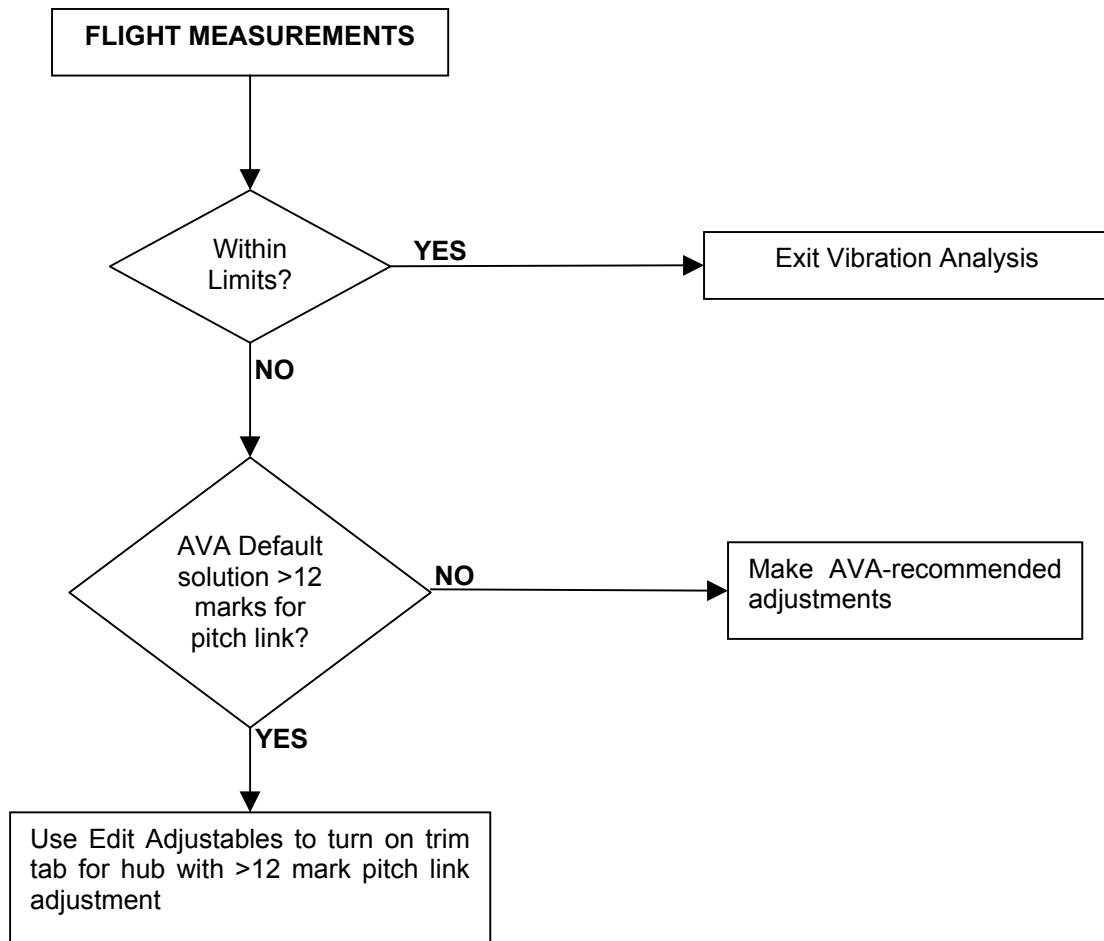 FLIGHT MEASUREMENTS
Within
Limits?
YES
Exit Vibration Analysis
NO
AVA Default
solution >12
marks for
pitch link?
NO
Make AVA-recommended
adjustments
YES
Use Edit Adjustables to turn on trim
tab for hub with >12 mark pitch link
adjustment